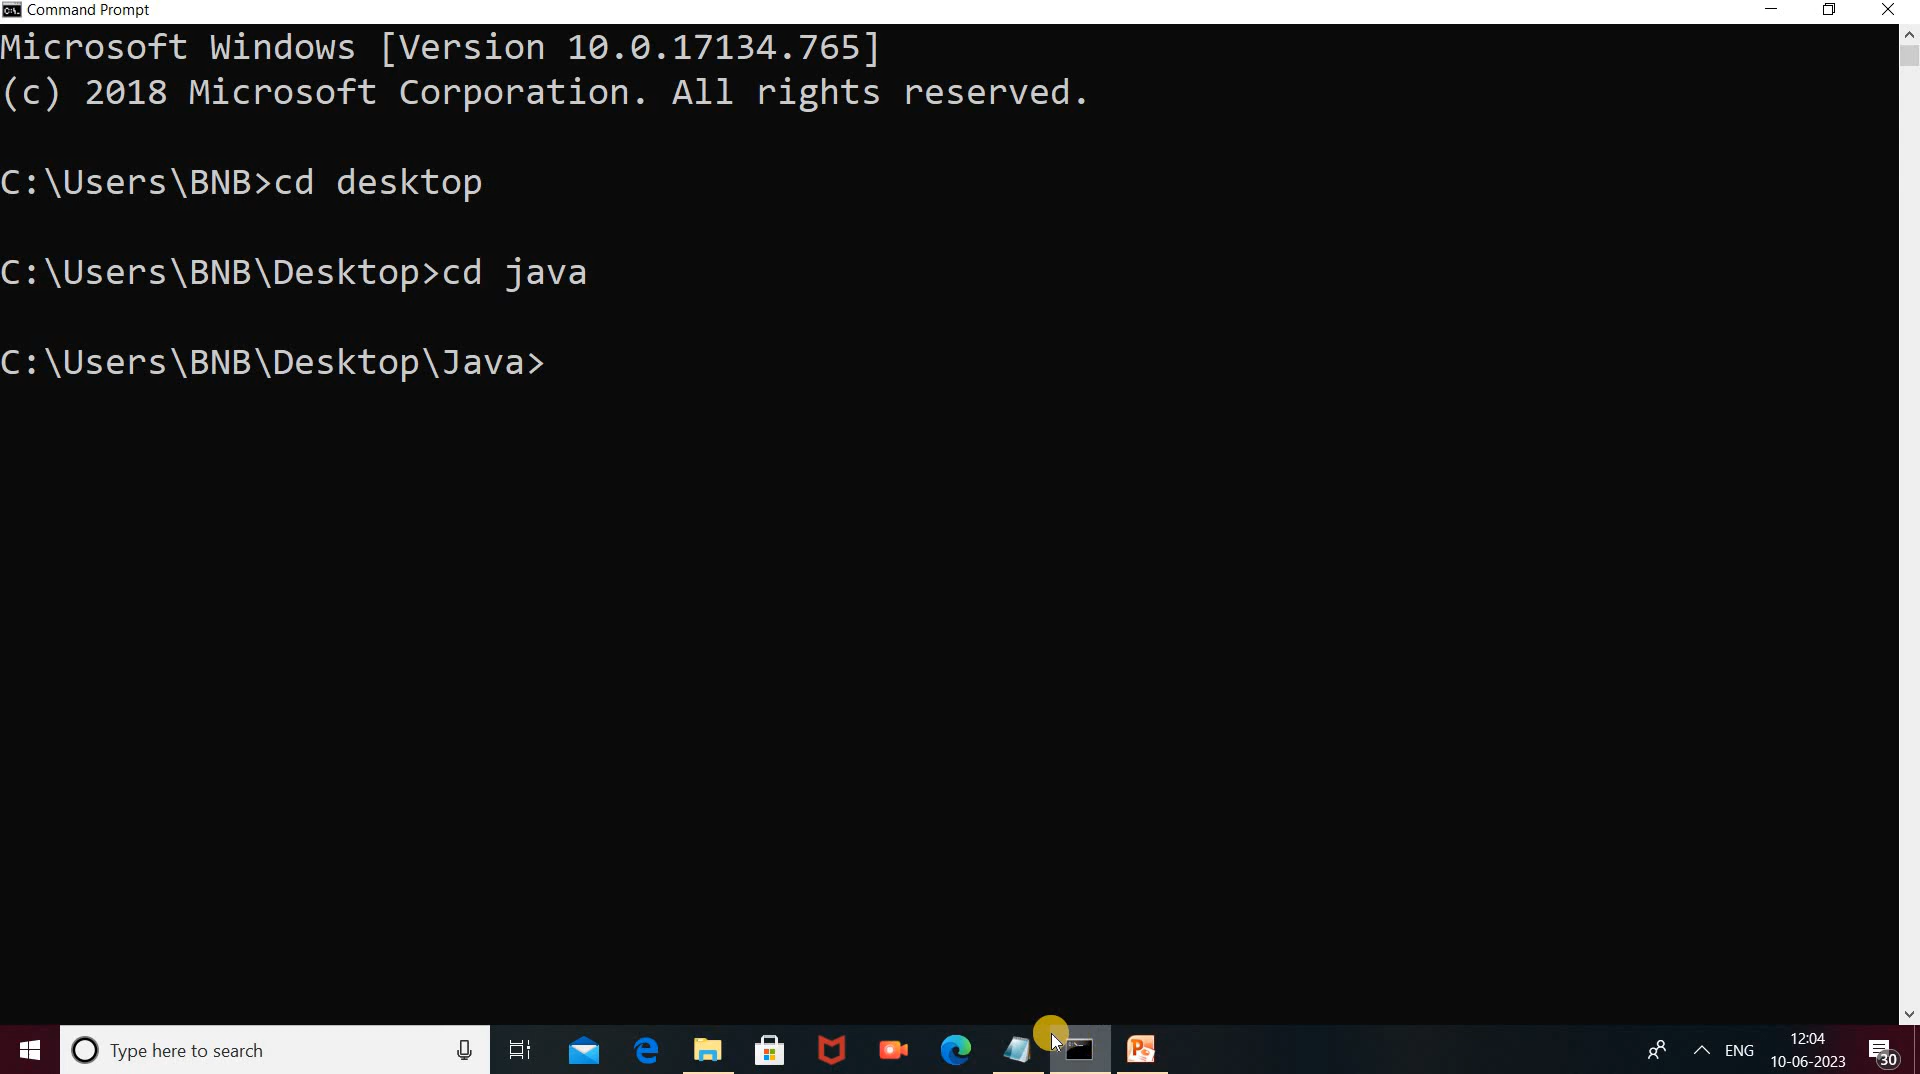 Command Prompt
Microsoft Windows [Version 10.0.17134.765]
(c) 2018 Microsoft Corporation. All rights reserved.
C:\Users\BNB>cd desktop
C:\Users\BNB\Desktop>cd java
C:\Users\BNB\Desktop\Java>
Type here to search
ENG
12:04
10-06-2023
30